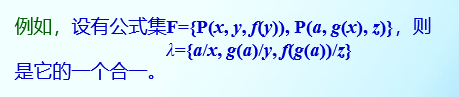 例如，设有公式集F={P(x, y, f(y)), P(a, g(x), z)}，则
λ={a/x, g(a)/y, f(g(a))/z}
是它的一个合一。